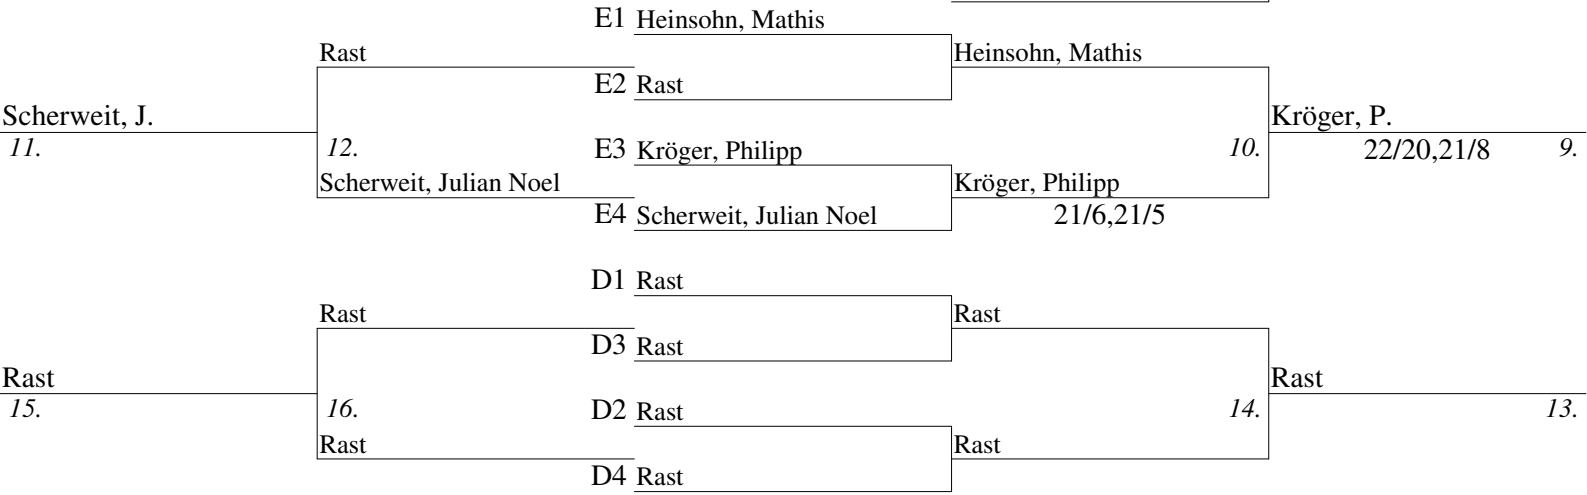 E1 Heinsohn, Mathis
Rast
Heinsohn, Mathis
E2 Rast
Scherweit, J.
Kröger, P.
11.
12.
E3 Kröger, Philipp
10.
22/20,21/8
9.
Scherweit, Julian Noel
Kröger, Philipp
E4 Scherweit, Julian Noel
21/6,21/5
D1 Rast
Rast
Rast
D3 Rast
Rast
Rast
15.
16.
D2 Rast
14.
13.
Rast
Rast
D4 Rast